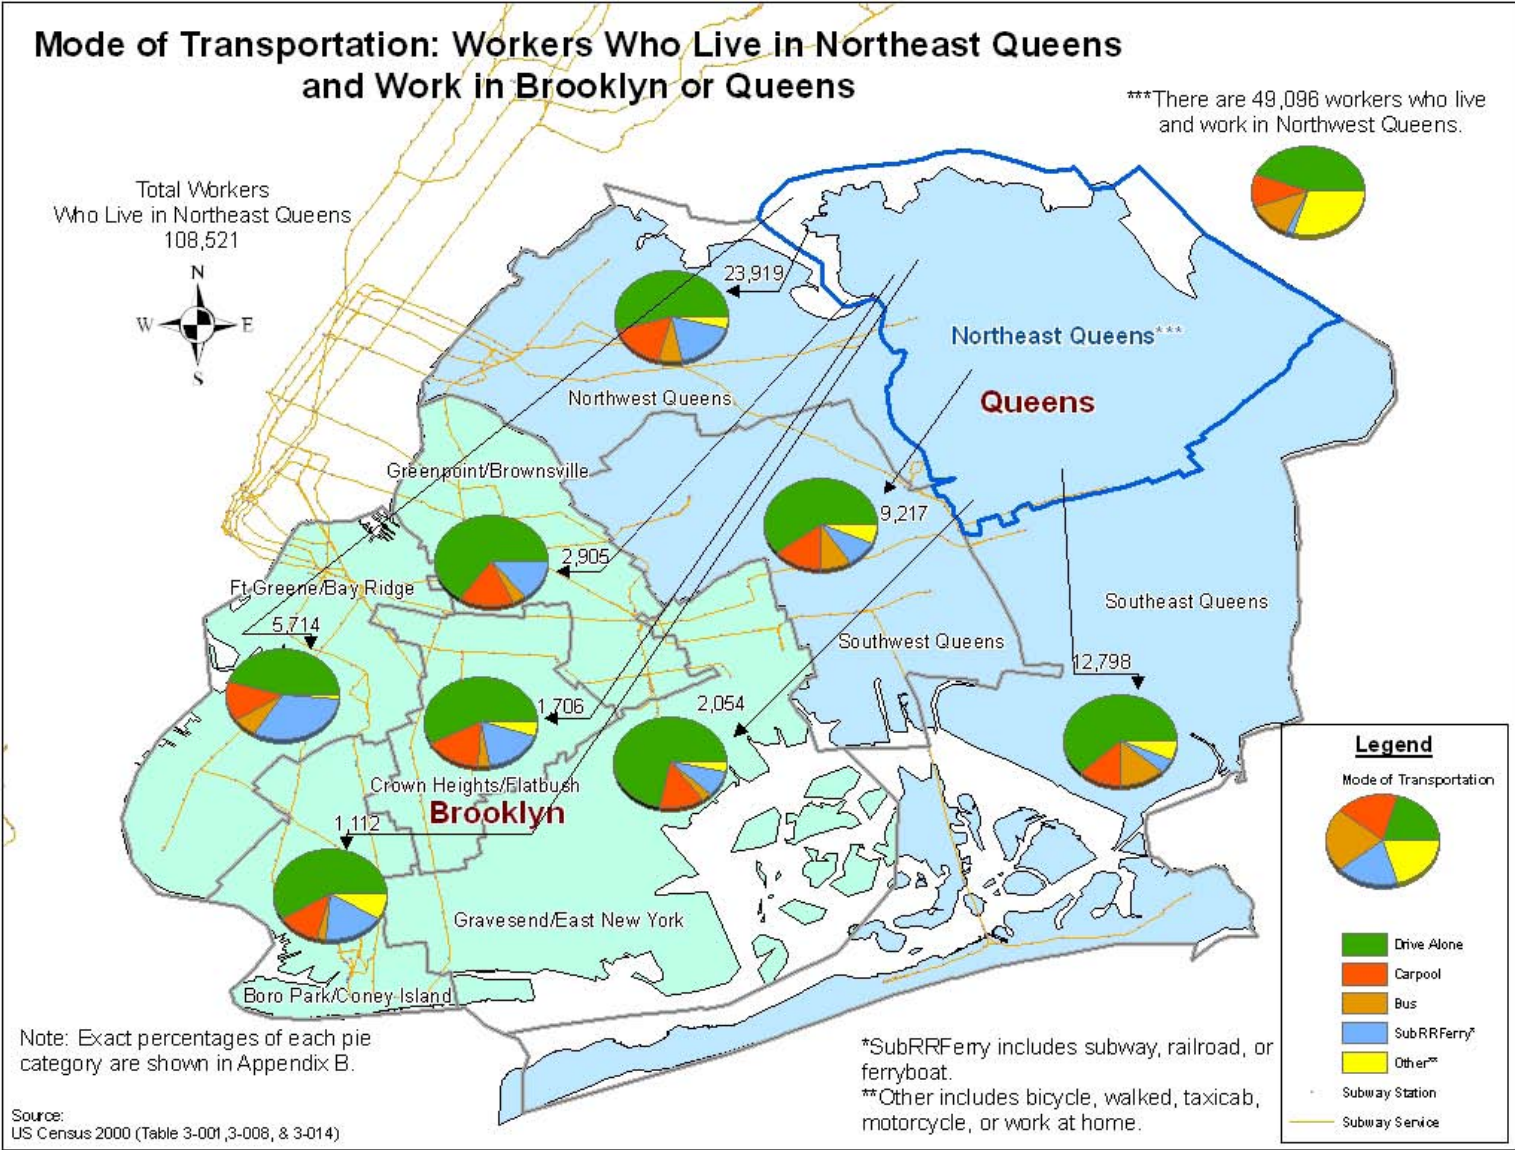 Mode of Transportation: Workers Who Live in Northeast Queens
and Work in Brooklyn or Queens
***There are 49,096 workers who live
and work in Northwest Queens.
Total Workers
Who Live in Northeast Queens
108,521
N
W
E
S
23,919
Northeast Queens***
Northwest Queens
Queens
Greenpoint/Brownsville
9,217
2,905
Ft Greene/Bay Ridge
Southeast Queens
5,714
Southwest Queens
12,798
1,706
2,054
Crown Heights/Flatbush
Brooklyn
1,112
Gravesend/East New York
Boro Park/Coney Island
Legend
Mode of Transportation
Drive Alone
Carpool
Bus
SubRRFerry*
Other**
Subway Station
Subway Service
Note: Exact percentages of each pie
category are shown in Appendix B.
*SubRRFerry includes subway, railroad, or
ferryboat.
**Other includes bicycle, walked, taxicab,
motorcycle, or work at home.
Source:
US Census 2000 (Table 3-001,3-008, & 3-014)